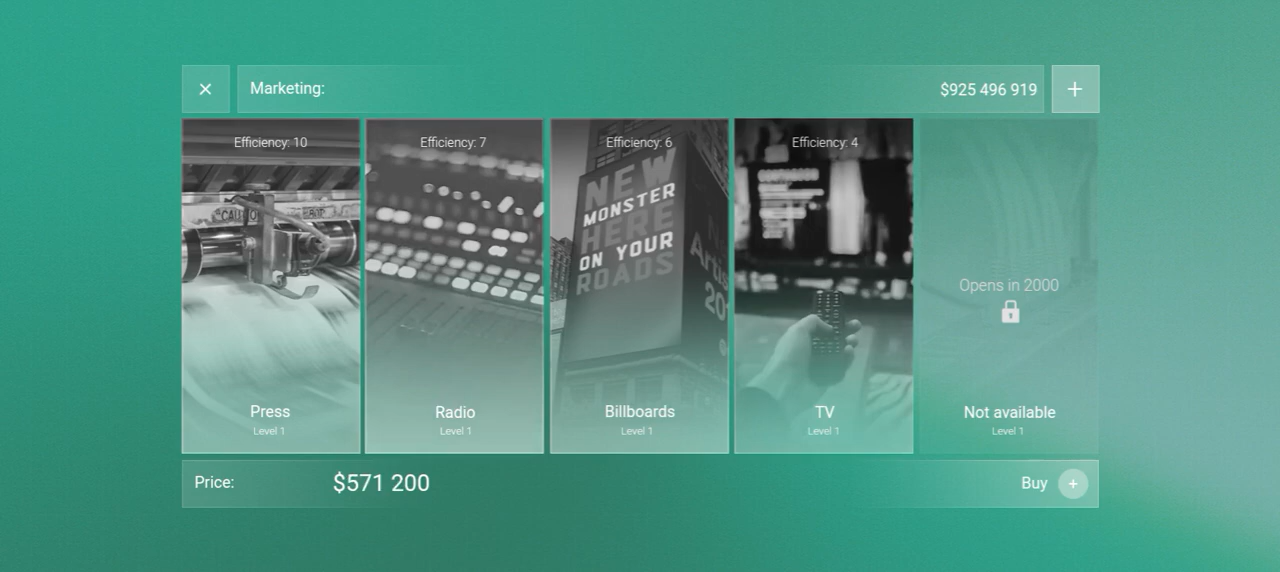 Marketing:
$925 496 919
Efficiency: 10
Efficiency: 7
Efficiency: 6
Efficiency: 4
NEW
MONSTER
HERE
ON YOUR
ROADS
Opens in 2000
Press
Radio
Billboards
TV
Not available
Level 1
Level 1
Level 1
Level 1
Level 1
Price:
$571 200
Buy